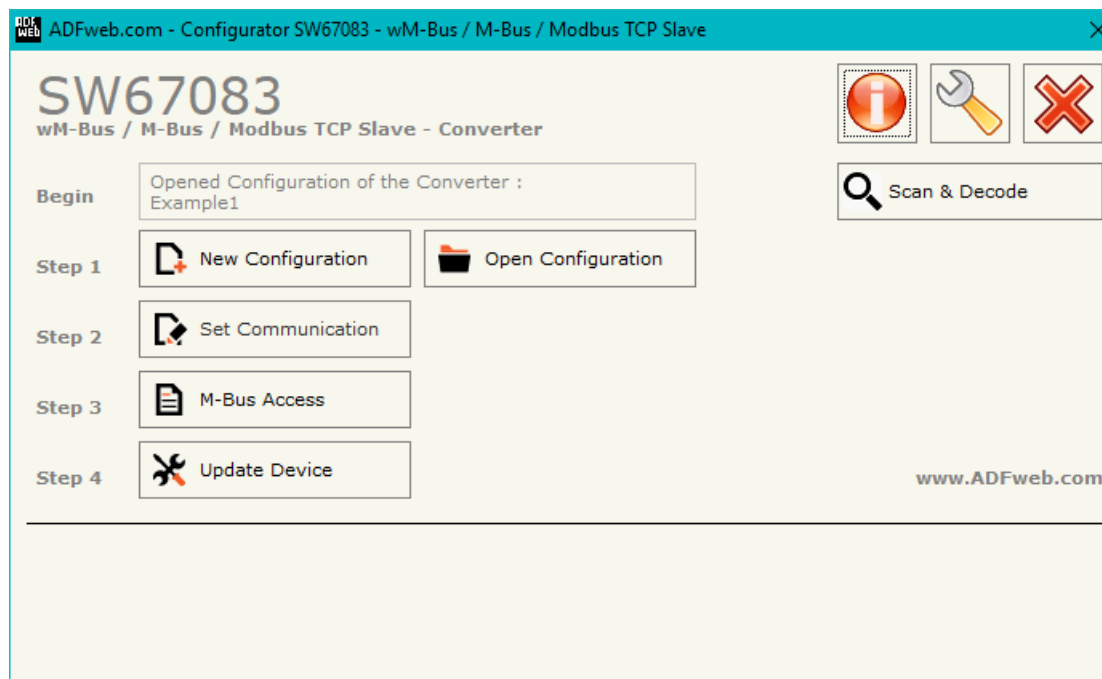 ADF
WEB
ADFweb.com - Configurator SW67083 - wM-Bus / M-Bus / Modbus TCP Slave
SW67083
wM-Bus / M-Bus / Modbus TCP Slave - Converter
Begin
Opened Configuration of the Converter :
Example1
Scan & Decode
Step 1
New Configuration
Open Configuration
Step 2
Set Communication
Step 3
M-Bus Access
Step 4
Update Device
www.ADFweb.com